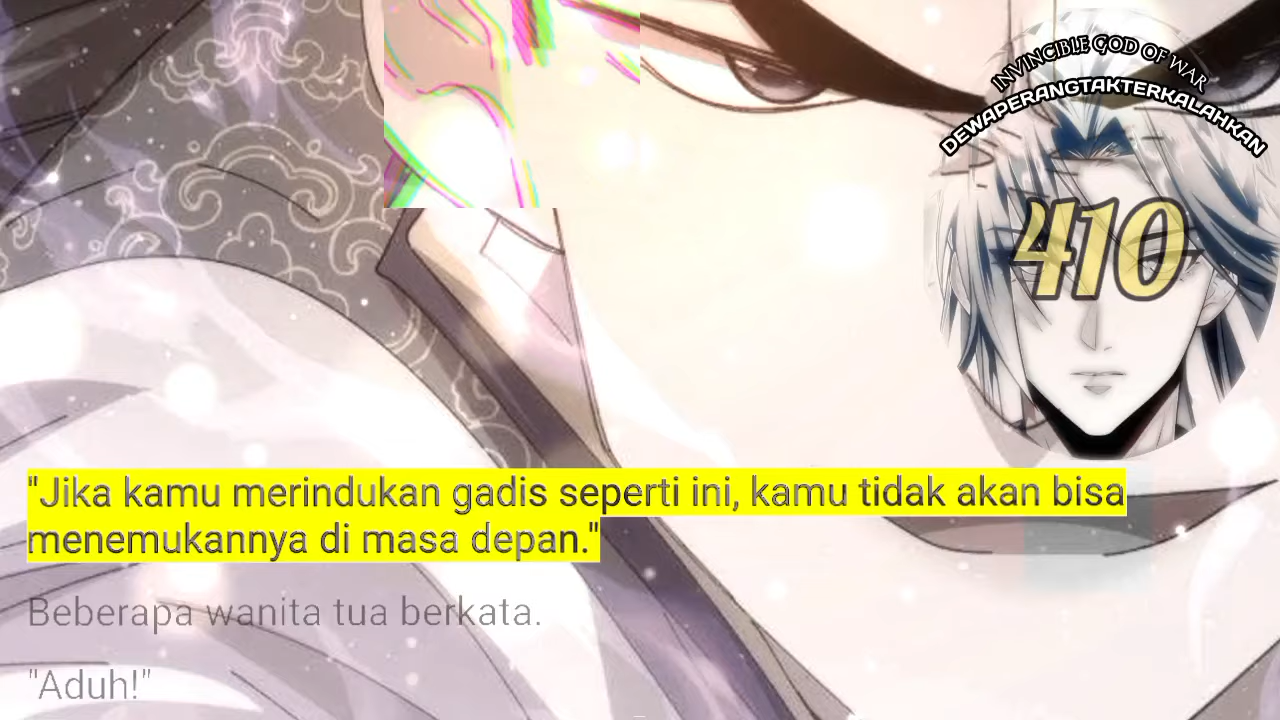 INVINCIBLE GOD OF WAR
DEWAPERANGTAKTERKALAHKAN
410
"Jika kamu merindukan gadis seperti ini, kamu tidak akan bisa
menemukannya di masa depan."
Beberapa wanita tua berkata.
"Aduh!"